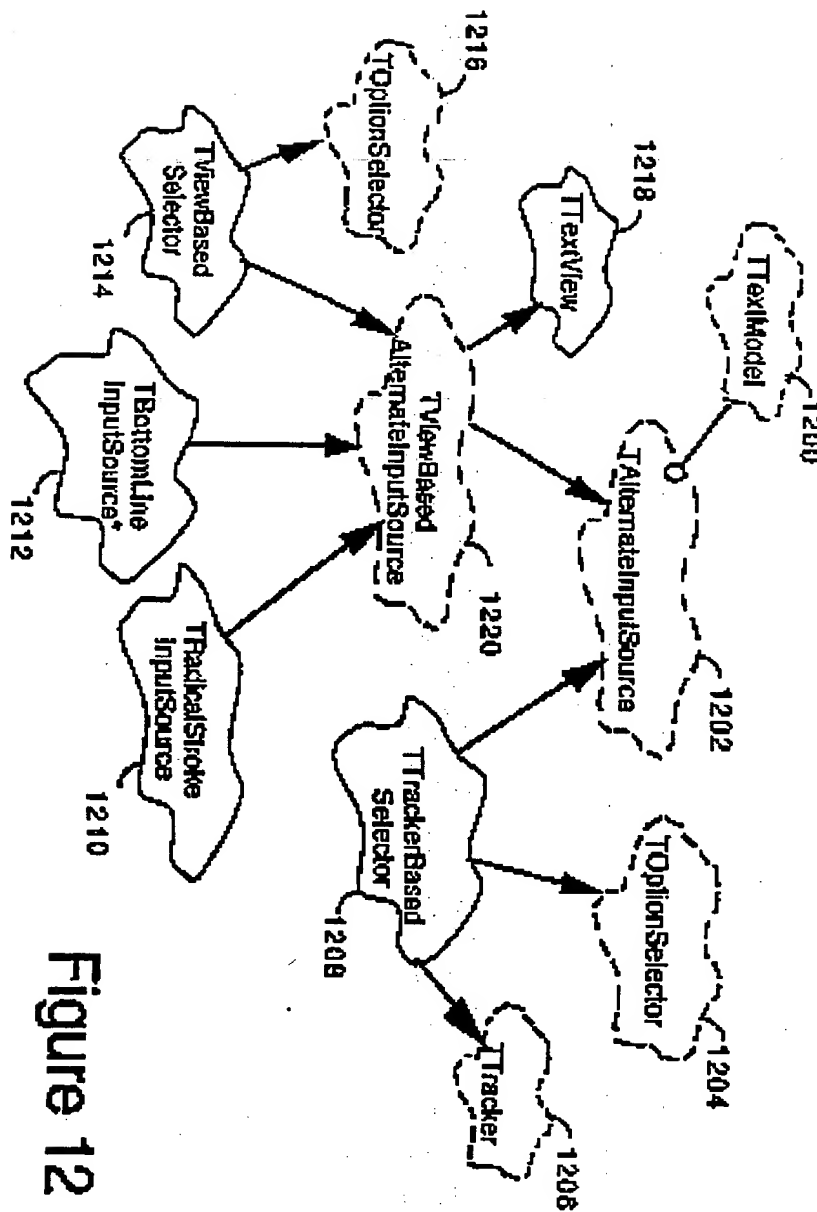 1200
TTextModel
1202
TAlternateInputSource
1204
TOptionSelector
1218
TTextView
1206
TTracker
1216
TOptionSelector
1220
TViewBased
AlternateInputSource
TTrackerBased
Selector
1208
TViewBased
Selector
1214
TBottomLine
InputSource*
1212
TRadicalStroke
InputSource
1210
Figure 12